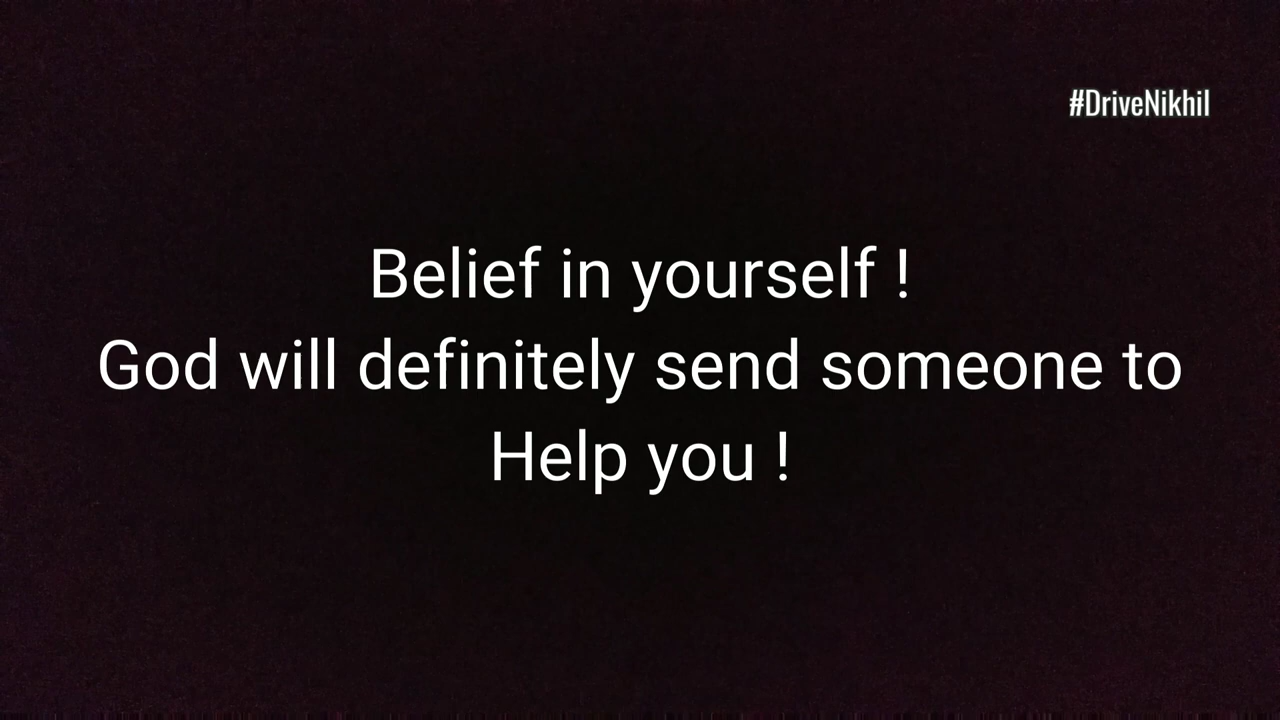 #DriveNikhil
Belief in yourself !
God will definitely send someone to
Help you !